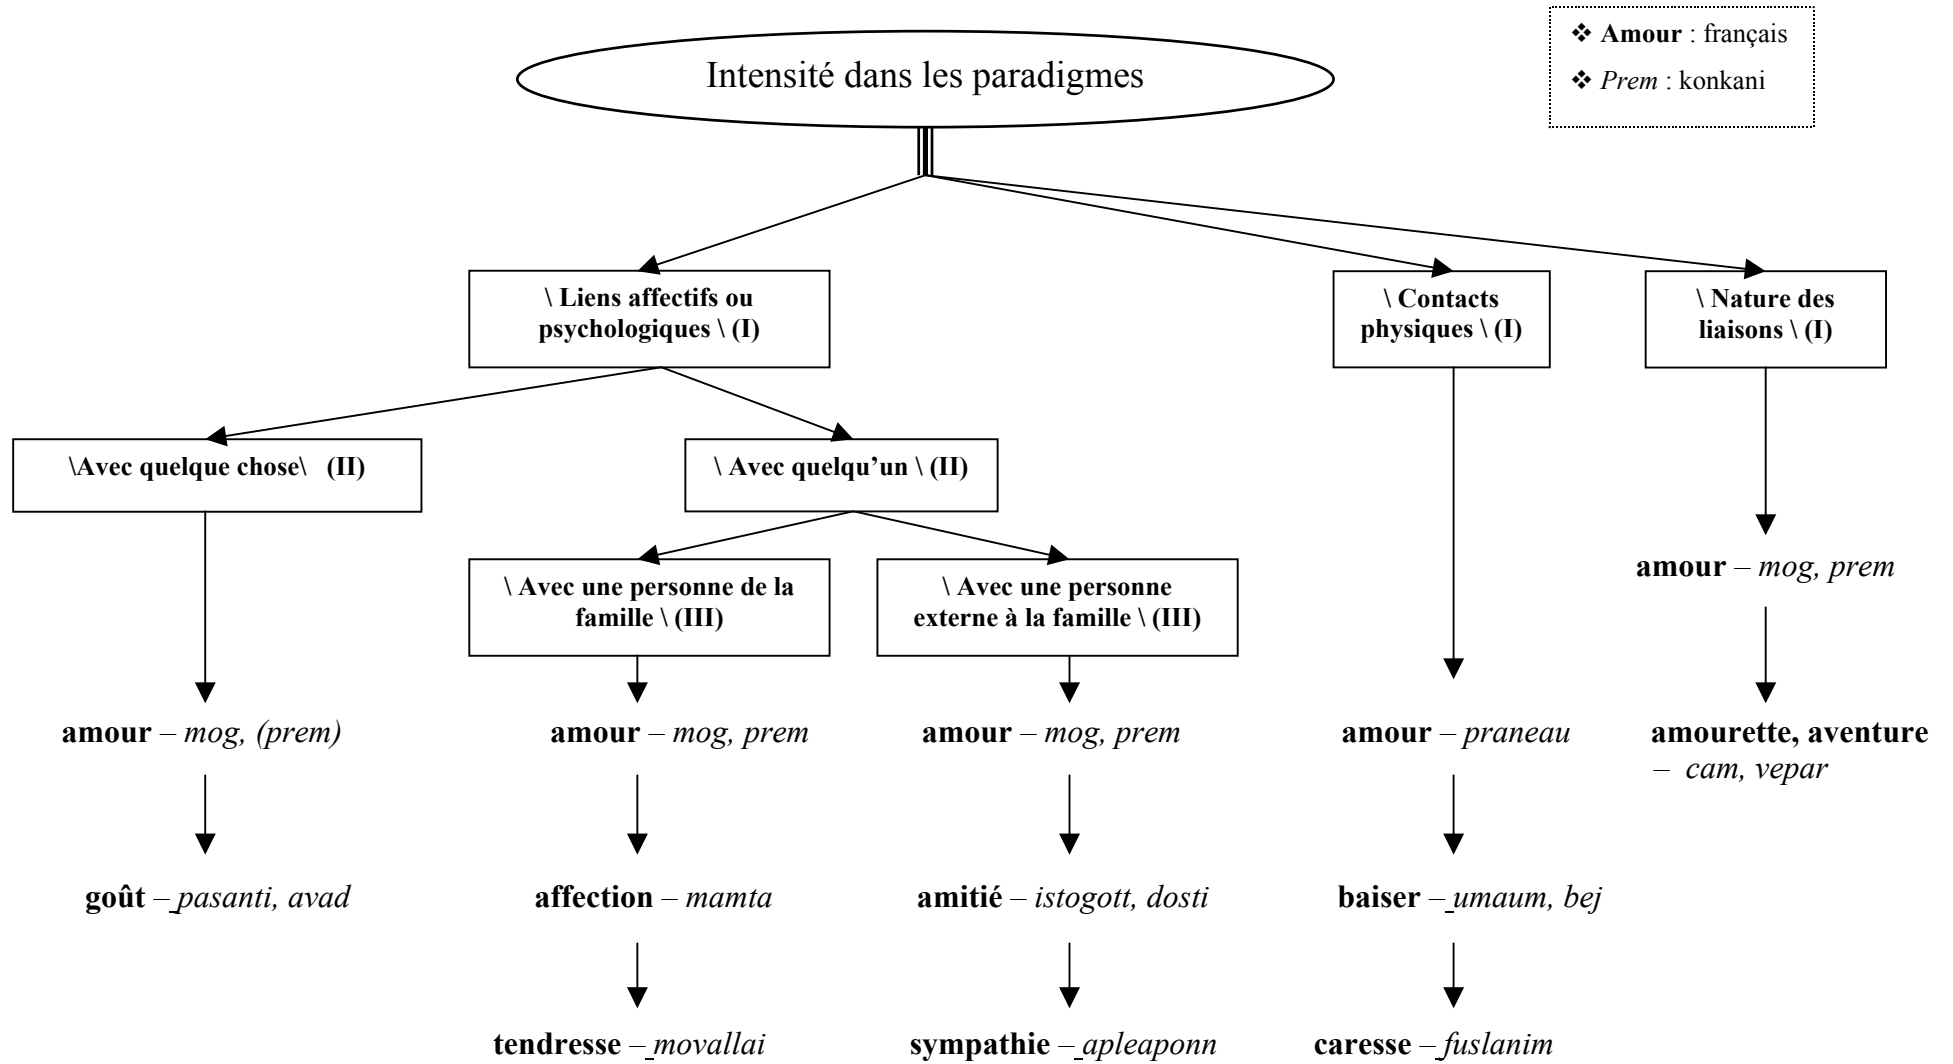 ❖ Amour : français
❖ Prem : konkani
Intensité dans les paradigmes
\ Liens affectifs ou
psychologiques \ (I)
\ Contacts
physiques \ (I)
\ Nature des
liaisons \ (I)
\Avec quelque chose\ (II)
\ Avec quelqu’un \ (II)
\ Avec une personne de la
famille \ (III)
\ Avec une personne
externe à la famille \ (III)
amour – mog, prem
amour – mog, (prem)
amour – mog, prem
amour – mog, prem
amour – praneau
amourette, aventure
– cam, vepar
goût – pasanti, avad
affection – mamta
amitié – istogott, dosti
baiser – umaum, bej
tendresse – movallai
sympathie – apleaponn
caresse – fuslanim